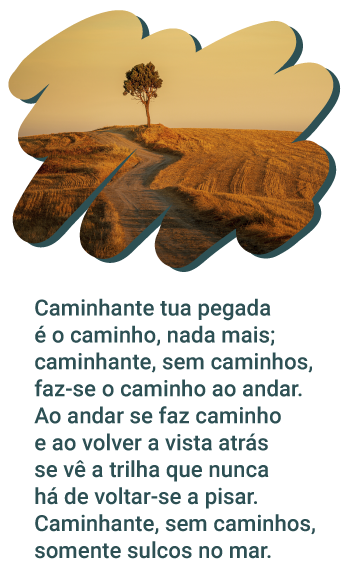 Caminhante tua pegada
é o caminho, nada mais;
caminhante, sem caminhos,
faz-se o caminho ao andar.
Ao andar se faz caminho
e ao volver a vista atrás
se vê a trilha que nunca
há de voltar-se a pisar.
Caminhante, sem caminhos,
somente sulcos no mar.